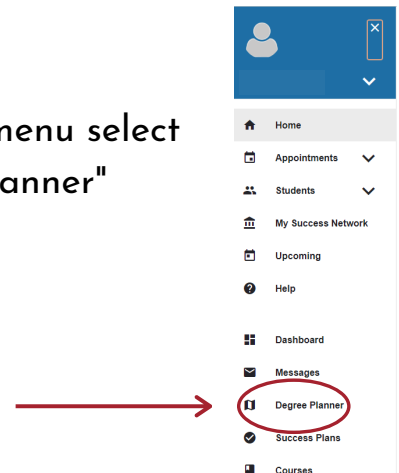 menu select
anner"
Home
Appointments
Students
My Success Network
Upcoming
Help
Dashboard
Messages
Degree Planner
Success Plans
Courses